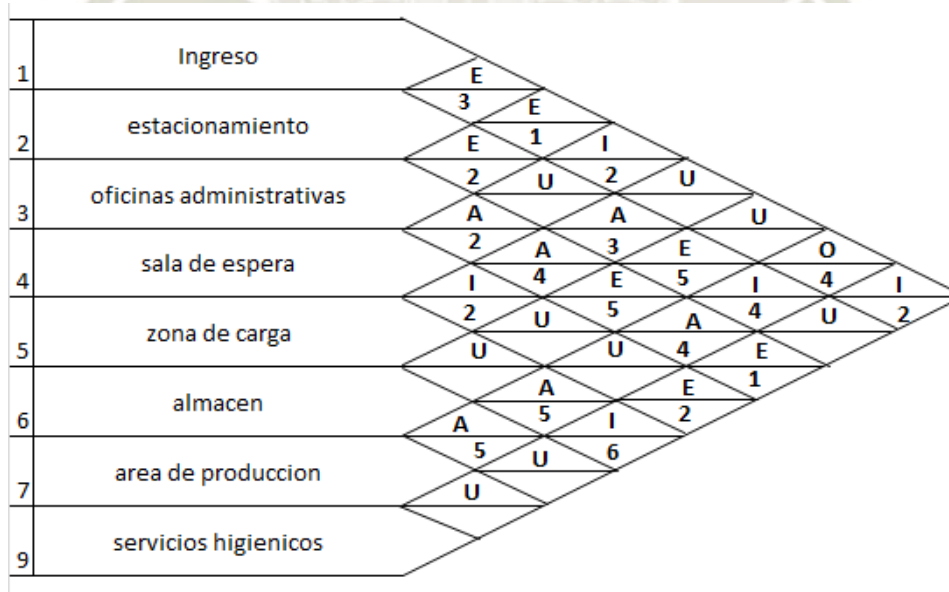 Ingreso
1 E
3 E
estacionamiento
2 E 1 I
2 U 2 U
oficinas administrativas
3 A A U
2 A 3 E O
sala de espera
4 I 4 E 5 I 4 I
2 U 5 A 4 U 2
zona de carga
5 U U 4 E
A E 1
almacen
6 A 5 I 2
5 U 6
area de produccion
7 U
servicios higienicos
9